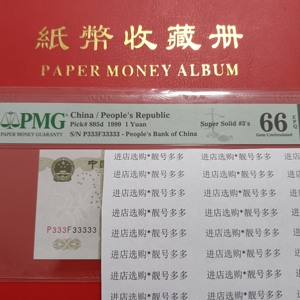 紙幣收藏册
PAPER MONEY ALBUM
PMG
PAPER MONEY GUARANTY
China / People's Republic
Pick# 895d 1999 1 Yuan
S/N P333F33333 - People's Bank of China
Super Solid #3's
66 EPQ
Gem Uncirculated
中国
P333F33333
进店选购*靓号多多 进店选购*靓号多多
进店选购*靓号多多 进店选购*靓号多多
进店选购*靓号多多 进店选购*靓号多多
进店选购*靓号多多 进店选购*靓号多多
进店选购*靓号多多 进店选购*靓号多多
进店选购*靓号多多 进店选购*靓号多多
进店选购*靓号多多 进店选购*靓号多多
进店选购*靓号多多 进店选购*靓号多多